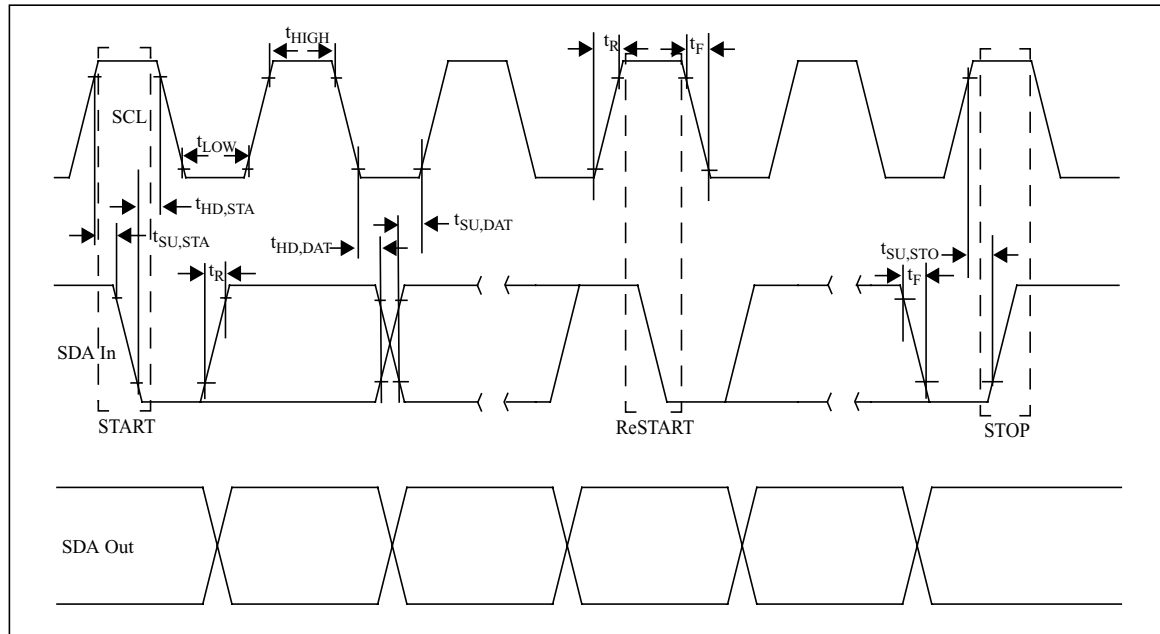 tHIGH
tR
tF
SCL
tLOW
tHD,STA
tSU,STA
tSU,DAT
tHD,DAT
tR
tSU,STO
tF
SDA In
START
ReSTART
STOP
SDA Out